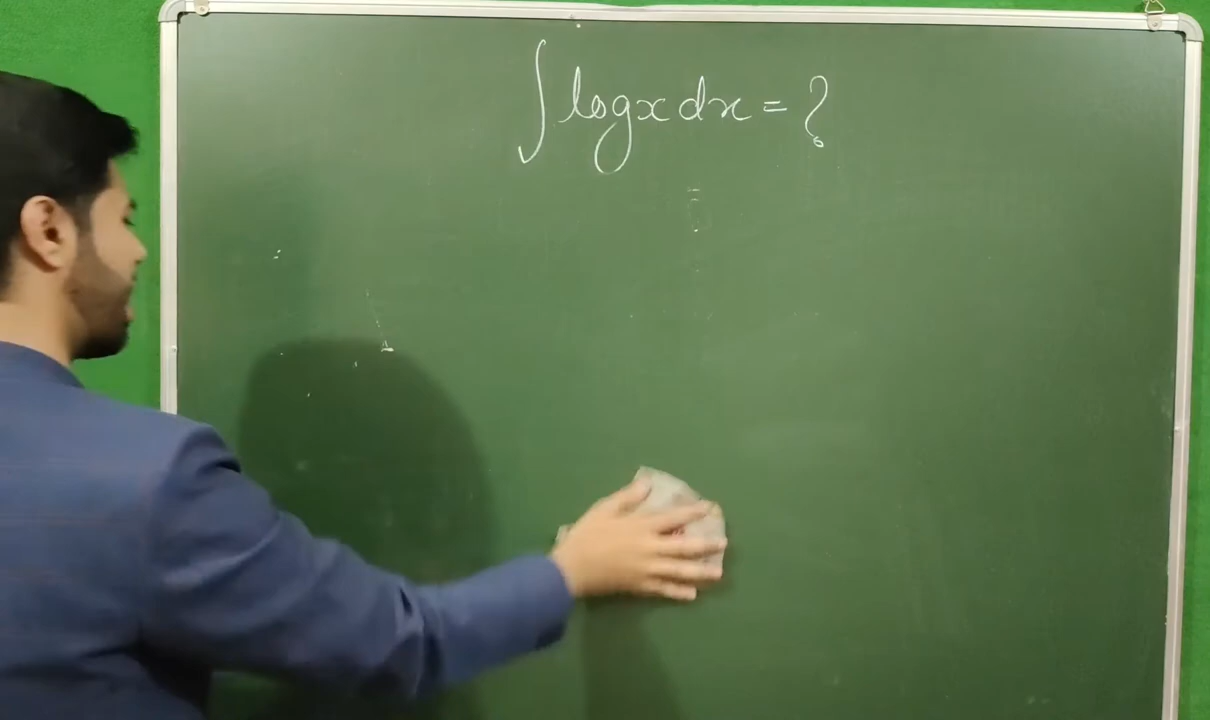 ∫ log x dx = ?